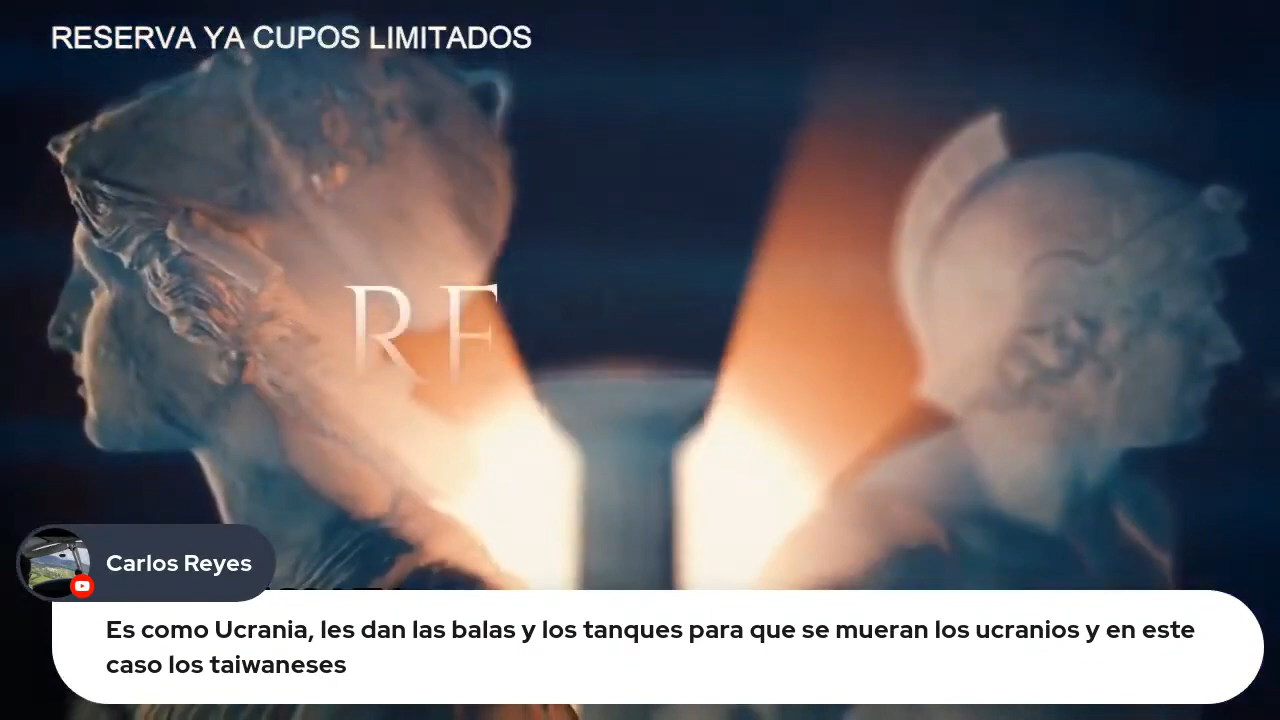 RESERVA YA CUPOS LIMITADOS
RE
Carlos Reyes
Es como Ucrania, les dan las balas y los tanques para que se mueran los ucranios y en este
caso los taiwaneses